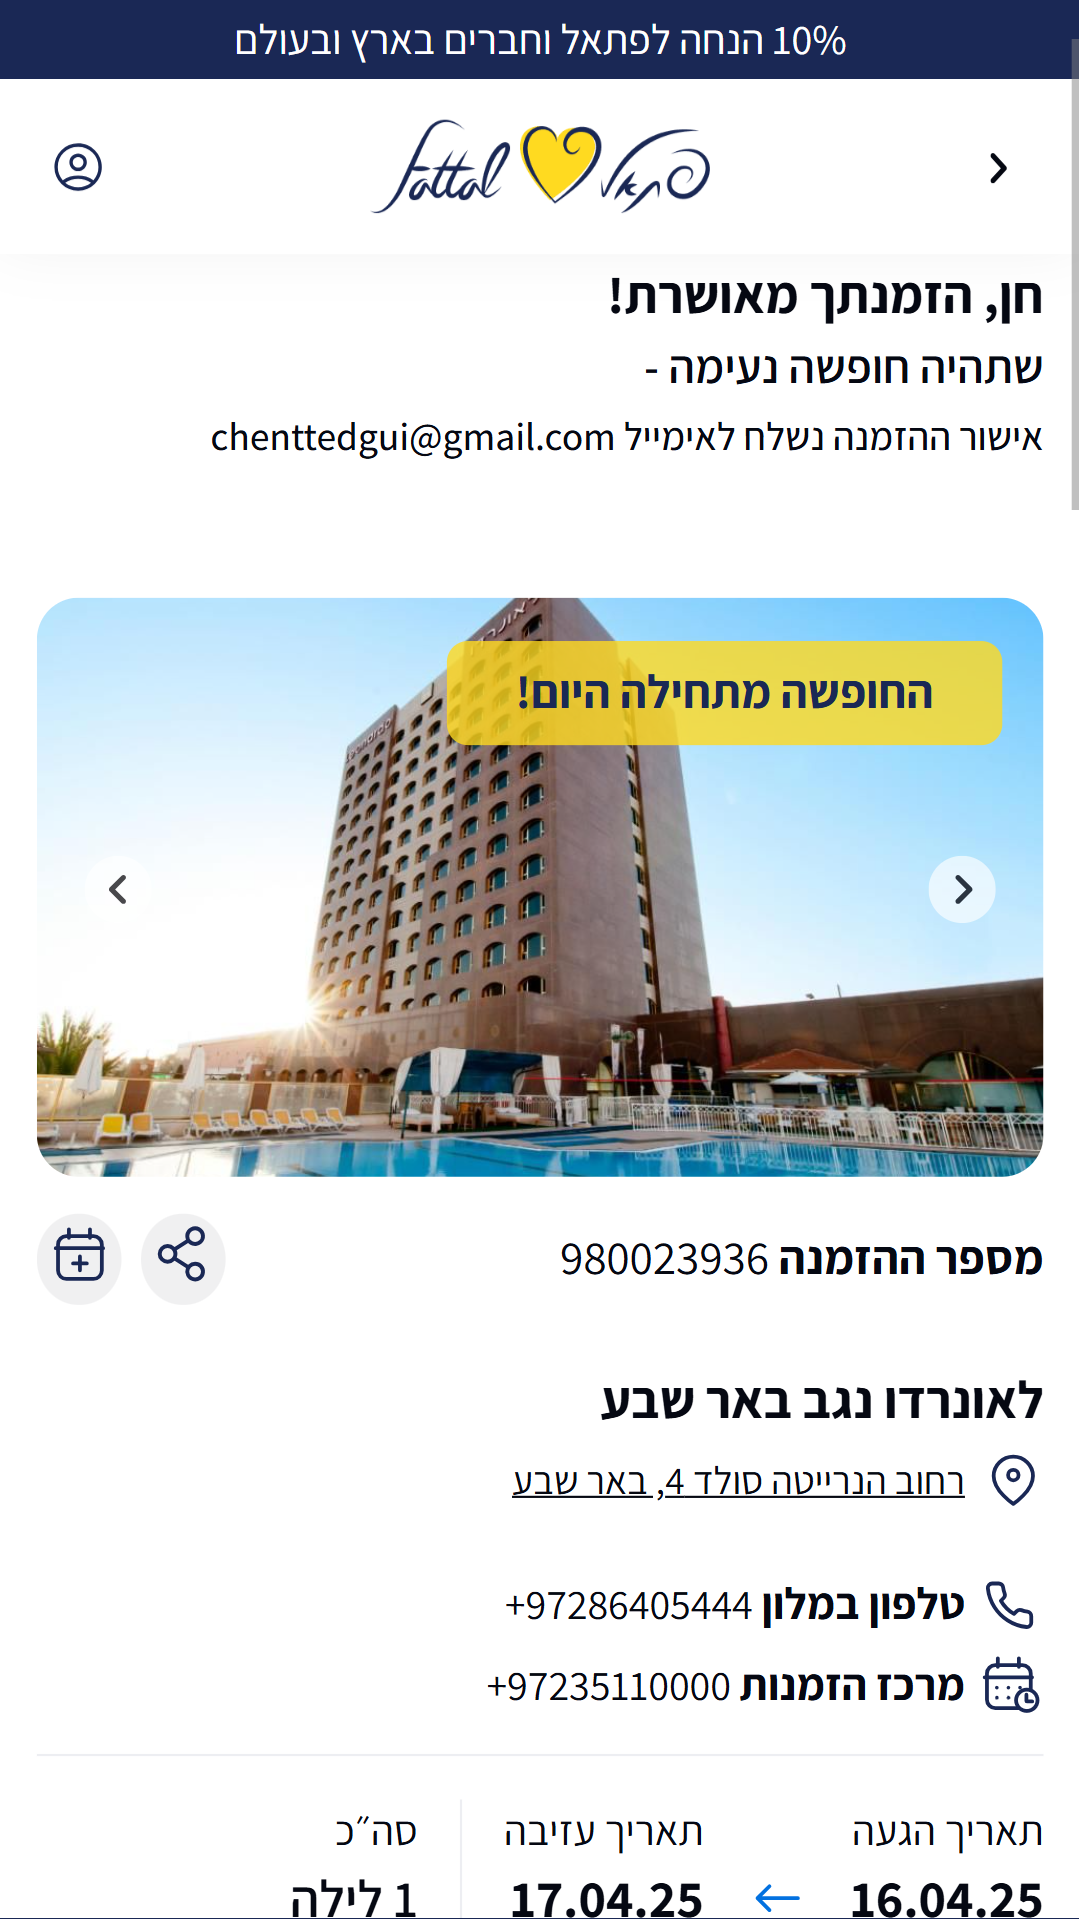 10% הנחה לפתאל וחברים בארץ ובעולם
fattal פתאל
חן, הזמנתך מאושרת!
שתהיה חופשה נעימה -
אישור ההזמנה נשלח לאימייל chenttedgui@gmail.com
לאונרדו
Leonardo
החופשה מתחילה היום!
מספר ההזמנה 980023936
לאונרדו נגב באר שבע
רחוב הנרייטה סולד 4, באר שבע
טלפון במלון 97286405444+
מרכז הזמנות 97235110000+
תאריך הגעה תאריך עזיבה סה״כ
16.04.25 17.04.25 1 לילה